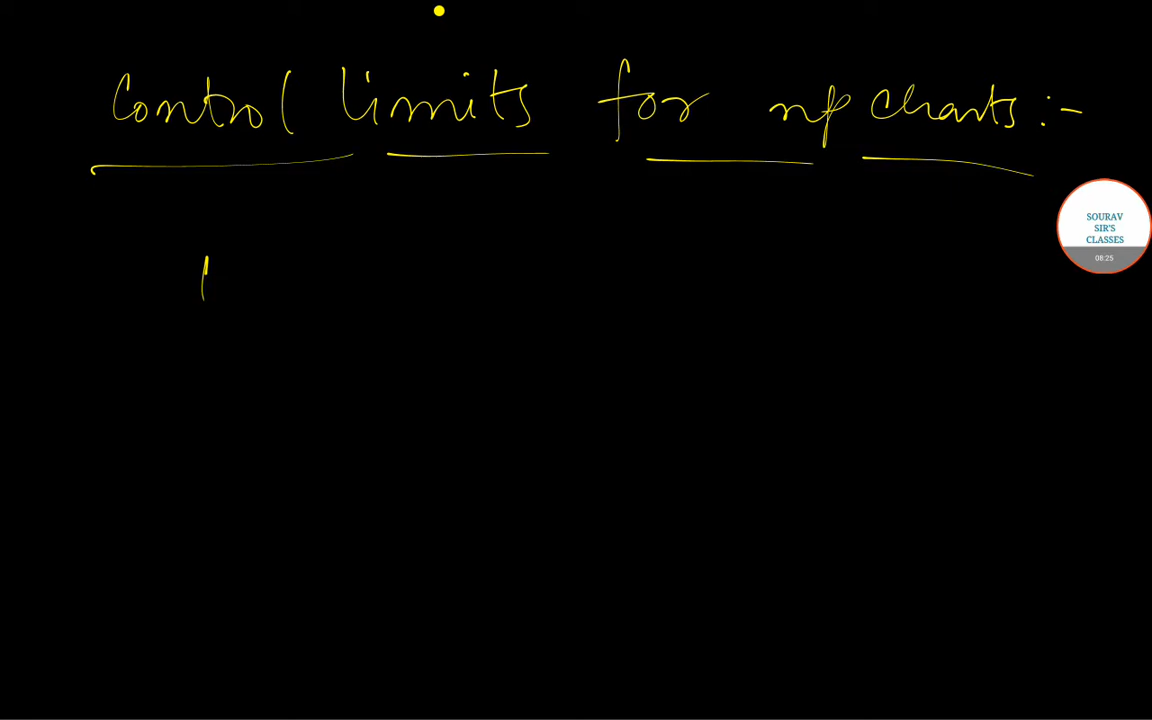 Control limits for np charts:-
SOURAV
SIR'S
CLASSES
08:25